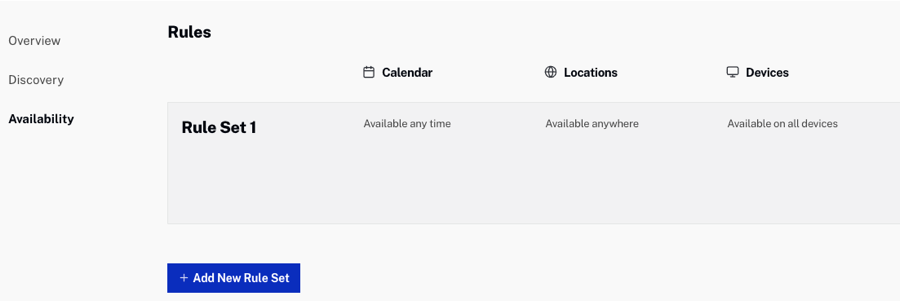 Overview
Discovery
Availability
Rules
Calendar
Locations
Devices
Rule Set 1
Available any time
Available anywhere
Available on all devices
+ Add New Rule Set